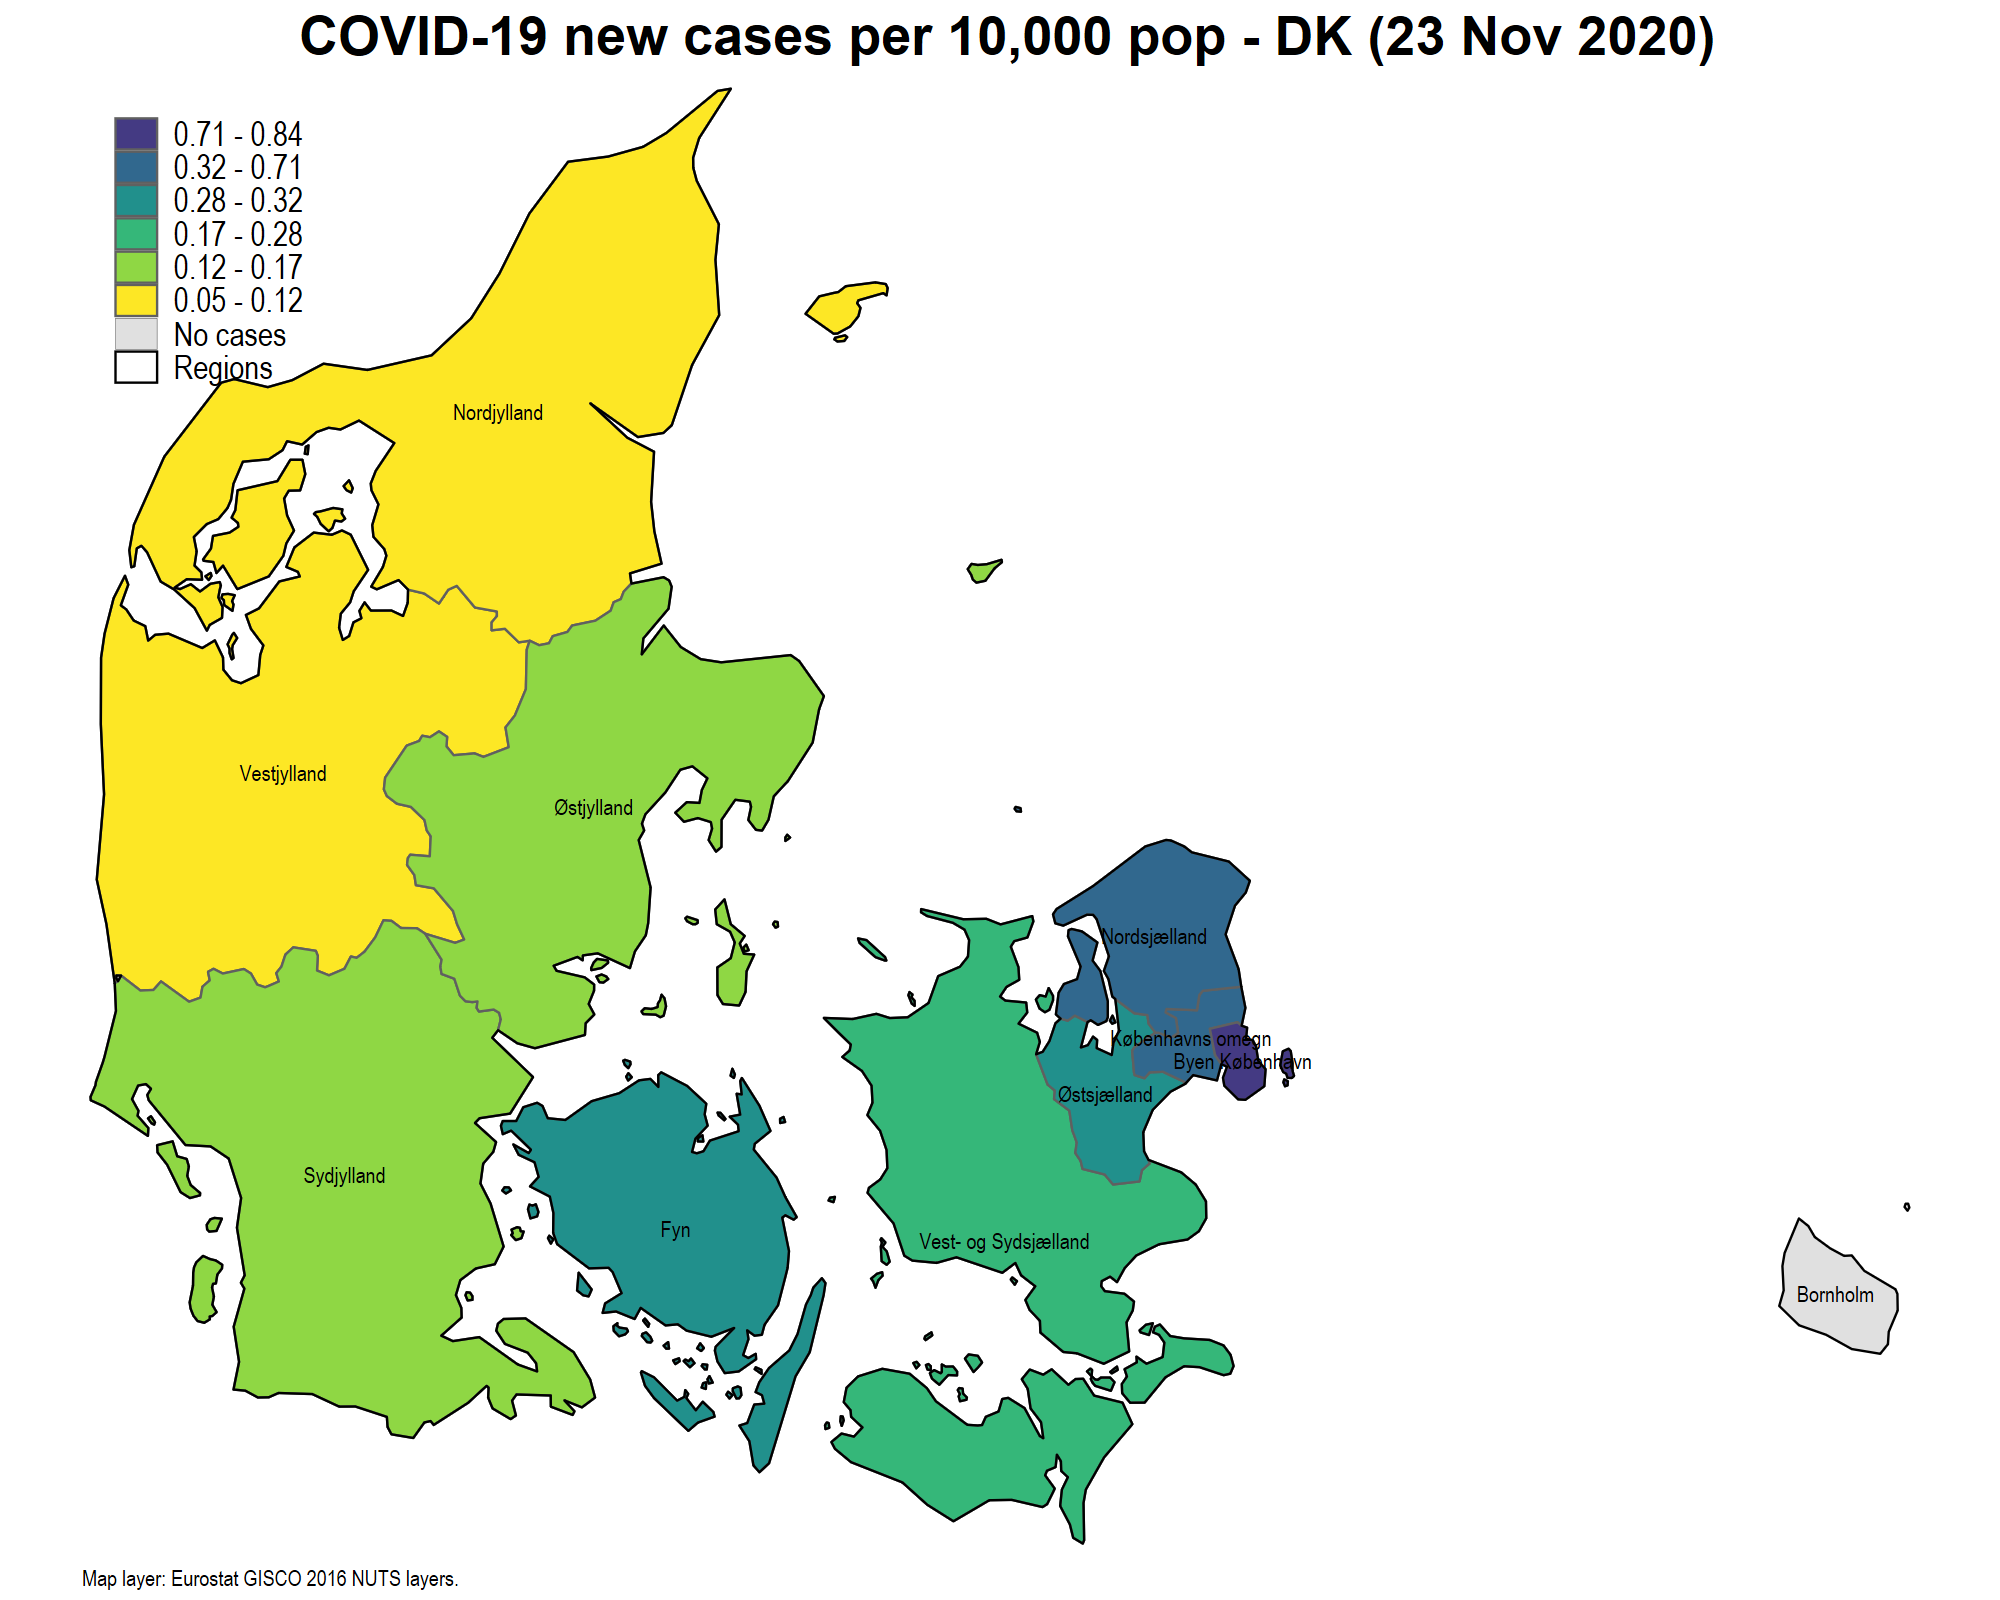 COVID-19 new cases per 10,000 pop - DK (23 Nov 2020)
0.71 - 0.84
0.32 - 0.71
0.28 - 0.32
0.17 - 0.28
0.12 - 0.17
0.05 - 0.12
No cases
Regions
Nordjylland
Vestjylland
Østjylland
Nordsjælland
Københavns omegn
Byen København
Østsjælland
Sydjylland
Fyn
Vest- og Sydsjælland
Bornholm
Map layer: Eurostat GISCO 2016 NUTS layers.